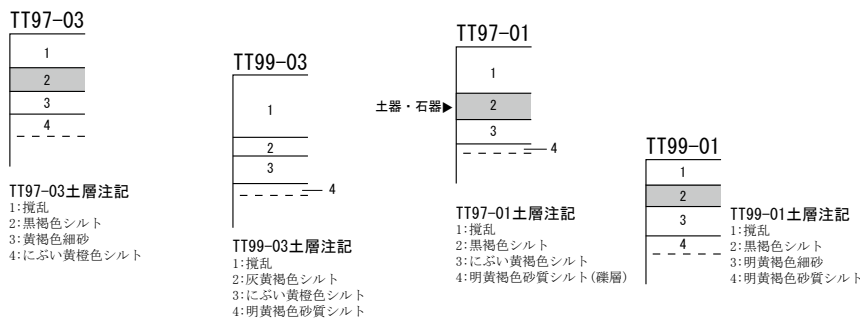 TT97-03
1
2
3
4
TT97-03土層注記
1:撹乱
2:黒褐色シルト
3:黄褐色細砂
4:にぶい黄橙色シルト
TT99-03
1
2
3
4
TT99-03土層注記
1:撹乱
2:灰黄褐色シルト
3:にぶい黄橙色シルト
4:明黄褐色砂質シルト
TT97-01
1
土器・石器▶
2
3
4
TT97-01土層注記
1:撹乱
2:黒褐色シルト
3:にぶい黄褐色シルト
4:明黄褐色砂質シルト(礫層)
TT99-01
1
2
3
4
TT99-01土層注記
1:撹乱
2:黒褐色シルト
3:明黄褐色細砂
4:明黄褐色砂質シルト